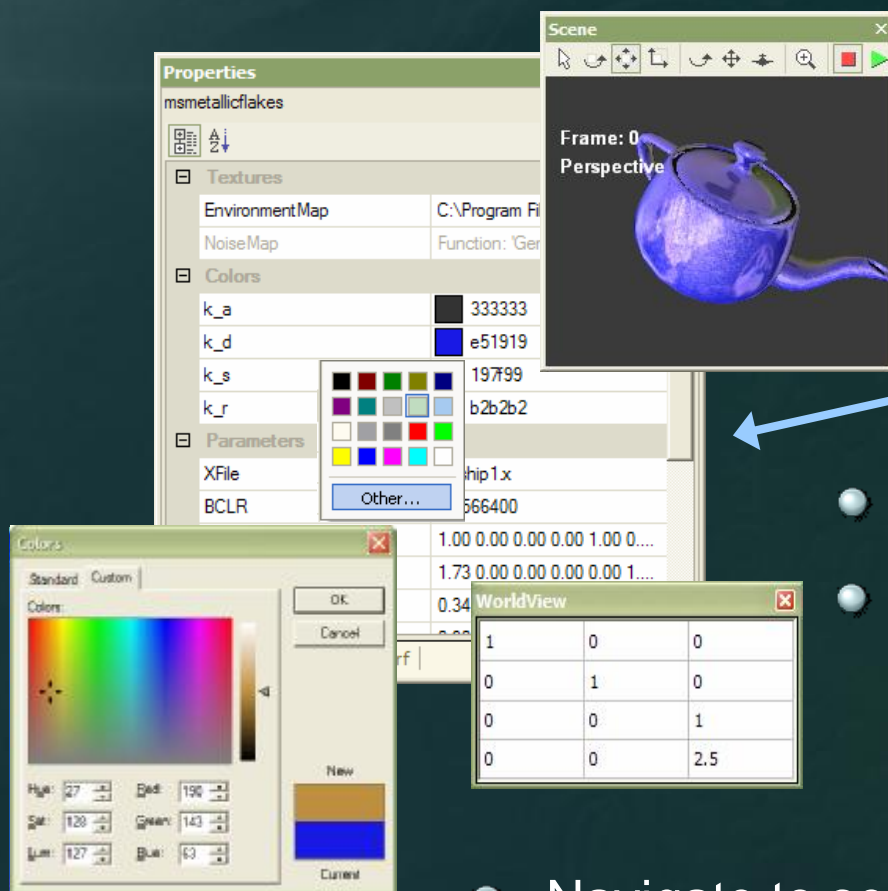 Scene
Frame: 0
Perspective
Properties
msmetallicflakes
Textures
EnvironmentMap C:\Program Fi
NoiseMap Function: 'Ger
Colors
k_a 333333
k_d e51919
k_s 197f99
k_r b2b2b2
Parameters
XFile hip1.x
BCLR 566400
Other...
1.00 0.00 0.00 0.00 1.00 0....
1.73 0.00 0.00 0.00 0.00 1....
0.34
rf
Colors
Standard Custom
Colors:
OK
Cancel
New
Hue: 27 Red: 190
Sat: 128 Green: 143
Lum: 127 Blue: 63
Current
WorldView
1 0 0
0 1 0
0 0 1
0 0 2.5
Navigate to